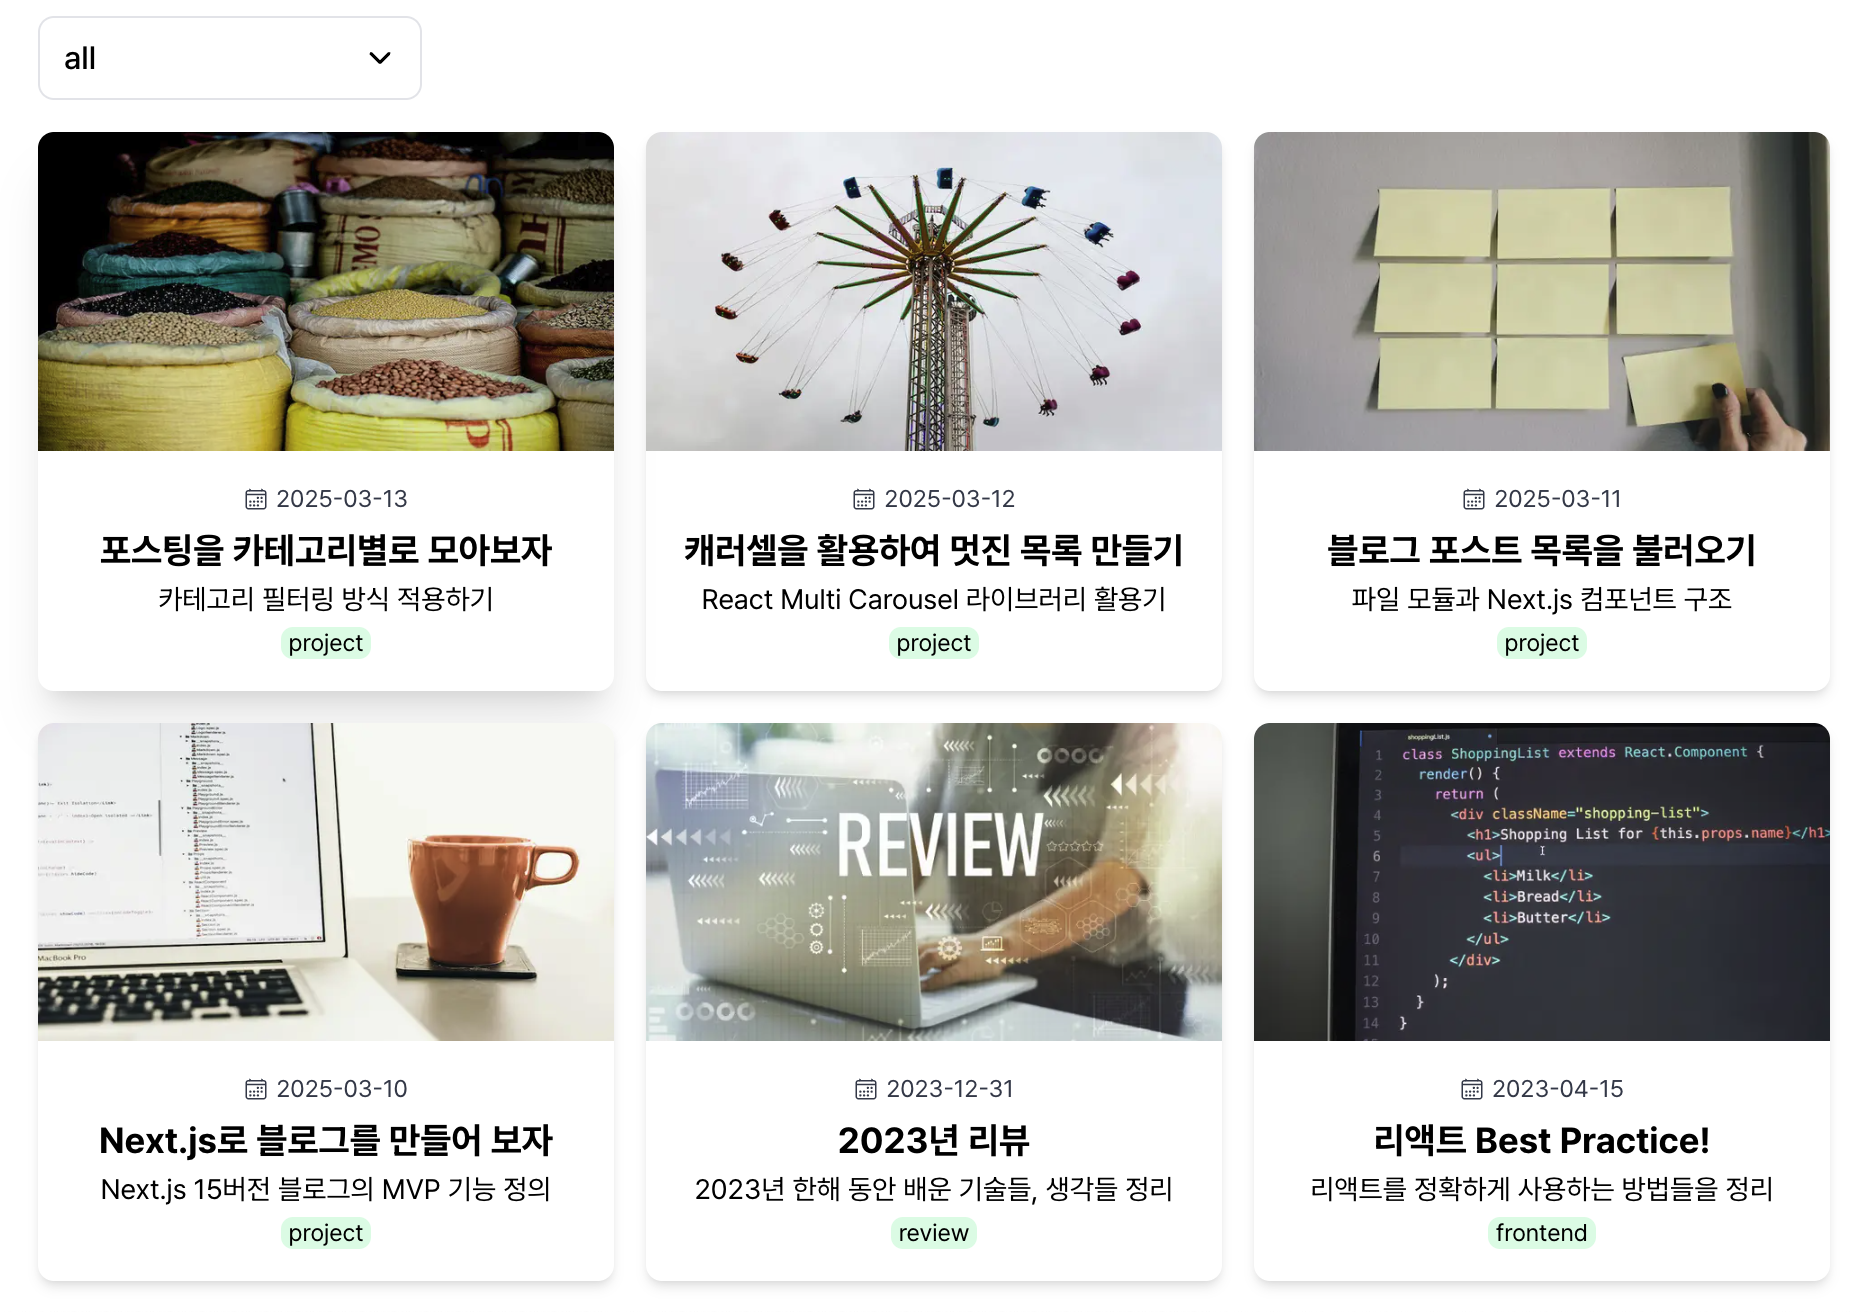 all
2025-03-13
포스팅을 카테고리별로 모아보자
카테고리 필터링 방식 적용하기
project
2025-03-12
캐러셀을 활용하여 멋진 목록 만들기
React Multi Carousel 라이브러리 활용기
project
2025-03-11
블로그 포스트 목록을 불러오기
파일 모듈과 Next.js 컴포넌트 구조
project
MacBook Pro
2025-03-10
Next.js로 블로그를 만들어 보자
Next.js 15버전 블로그의 MVP 기능 정의
project
REVIEW
2023-12-31
2023년 리뷰
2023년 한해 동안 배운 기술들, 생각들 정리
review
shoppingList.js
1 class ShoppingList extends React.Component {
2 render() {
3 return (
4 <div className="shopping-list">
5 <h1>Shopping List for {this.props.name}</h1>
6 <ul>
7 <li>Milk</li>
8 <li>Bread</li>
9 <li>Butter</li>
10 </ul>
11 </div>
12 );
13 }
14 }
2023-04-15
리액트 Best Practice!
리액트를 정확하게 사용하는 방법들을 정리
frontend